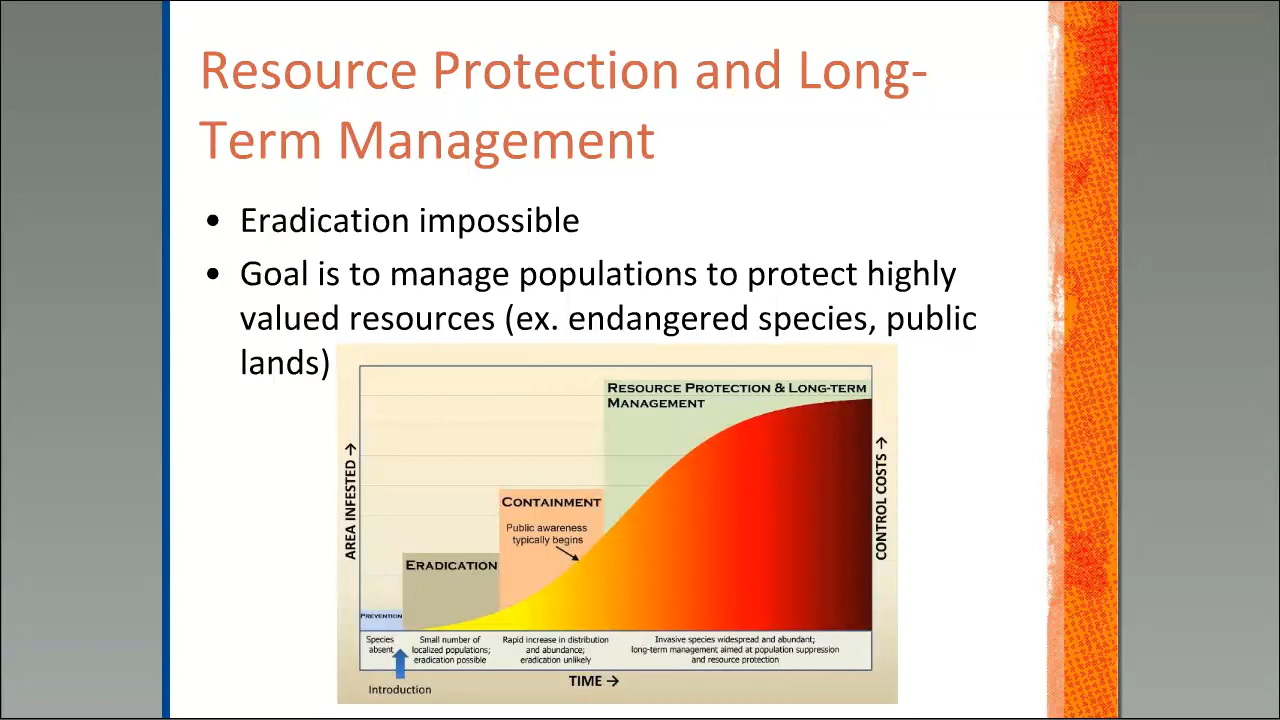 Resource Protection and Long-
Term Management
• Eradication impossible
• Goal is to manage populations to protect highly
valued resources (ex. endangered species, public
lands)
RESOURCE PROTECTION & LONG-TERM
MANAGEMENT
CONTAINMENT
Public awareness
typically begins
ERADICATION
PREVENTION
AREA INFESTED →
CONTROL COSTS →
Species
absent
Small number of
localized populations;
eradication possible
Rapid increase in distribution
and abundance;
eradication unlikely
Invasive species widespread and abundant;
long-term management aimed at population suppression
and resource protection
Introduction
TIME →